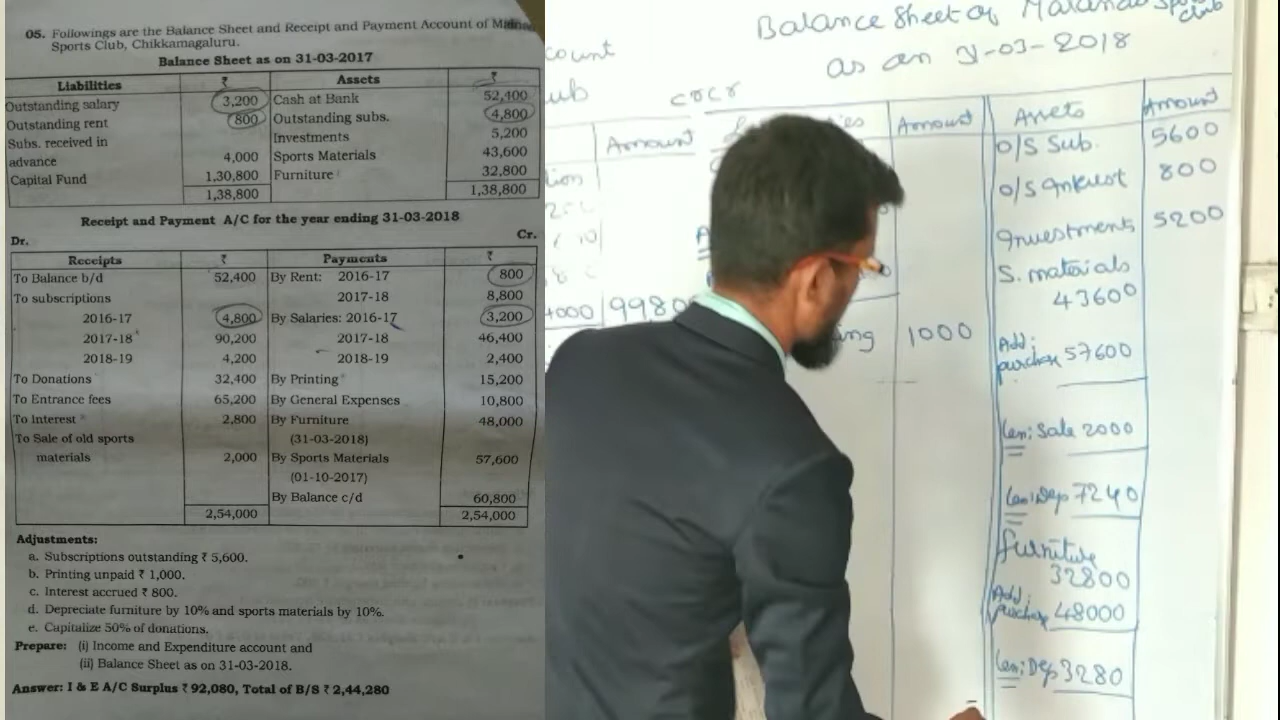 05. Followings are the Balance Sheet and Receipt and Payment Account of
Sports Club, Chikkamagaluru.
Balance Sheet as on 31-03-2017
Liabilities ₹ Assets ₹
Outstanding salary 3,200 Cash at Bank 52,400
Outstanding rent 800 Outstanding subs. 4,800
Subs. received in Investments 5,200
advance 4,000 Sports Materials 43,600
Capital Fund 1,30,800 Furniture 32,800
1,38,800 1,38,800
Receipt and Payment A/C for the year ending 31-03-2018
Dr. Cr.
Receipts ₹ Payments ₹
To Balance b/d 52,400 By Rent: 2016-17 800
To subscriptions 2017-18 8,800
2016-17 4,800 By Salaries: 2016-17 3,200
2017-18 90,200 2017-18 46,400
2018-19 4,200 2018-19 2,400
To Donations 32,400 By Printing 15,200
To Entrance fees 65,200 By General Expenses 10,800
To Interest 2,800 By Furniture 48,000
To Sale of old sports (31-03-2018)
materials 2,000 By Sports Materials 57,600
(01-10-2017)
By Balance c/d 60,800
2,54,000 2,54,000
Adjustments:
a. Subscriptions outstanding ₹ 5,600.
b. Printing unpaid ₹ 1,000.
c. Interest accrued ₹ 800.
d. Depreciate furniture by 10% and sports materials by 10%.
e. Capitalize 50% of donations.
Prepare: (i) Income and Expenditure account and
(ii) Balance Sheet as on 31-03-2018.
Answer: I & E A/C Surplus ₹ 92,080, Total of B/S ₹ 2,44,280
Balance Sheet of
club
as on 31-03-2018
ount
ub
Amount
Amount Assets Amount
O/S Sub. 5600
O/S Interest 800
Investments 5200
S. materials
43600
Add:
purchase 57600
Less: Sale 2000
Less: Dep 7240
furniture
32800
Add:
purchase 48000
Less: Dep 3280
ing 1000